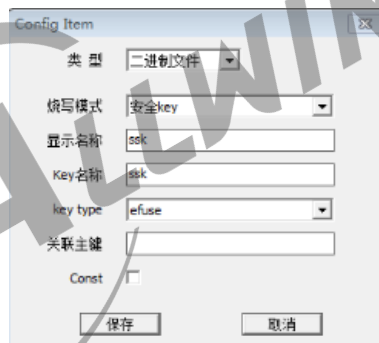 Config Item
类 型 二进制文件
烧写模式 安全key
显示名称 ssk
Key名称 ssk
key type efuse
关联主键
Const
保存 取消
ALLWIN